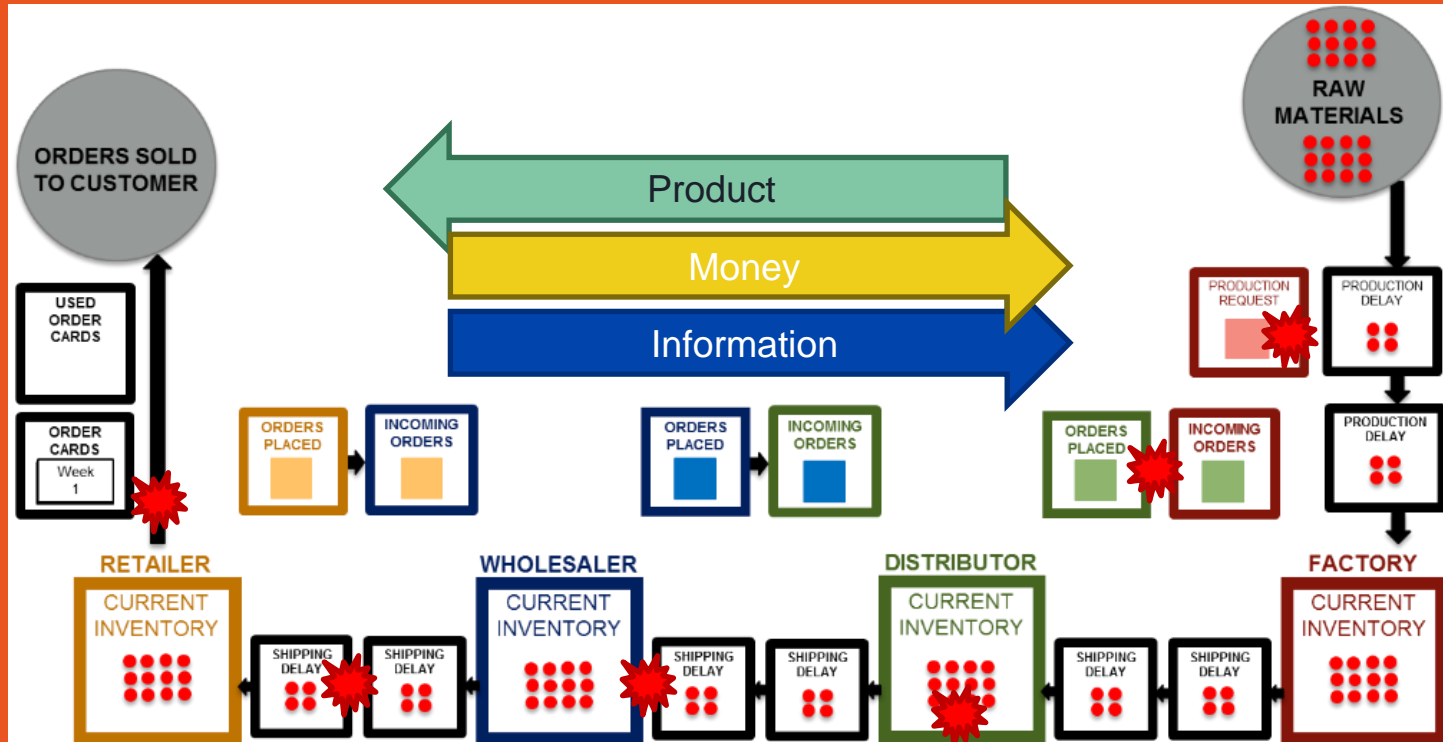 ORDERS SOLD
TO CUSTOMER
RAW
MATERIALS
Product
Money
Information
USED
ORDER
CARDS
PRODUCTION
REQUEST
PRODUCTION
DELAY
ORDER
CARDS
Week
1
ORDERS
PLACED
INCOMING
ORDERS
ORDERS
PLACED
INCOMING
ORDERS
ORDERS
PLACED
INCOMING
ORDERS
PRODUCTION
DELAY
RETAILER
CURRENT
INVENTORY
SHIPPING
DELAY
SHIPPING
DELAY
WHOLESALER
CURRENT
INVENTORY
SHIPPING
DELAY
SHIPPING
DELAY
DISTRIBUTOR
CURRENT
INVENTORY
SHIPPING
DELAY
SHIPPING
DELAY
FACTORY
CURRENT
INVENTORY